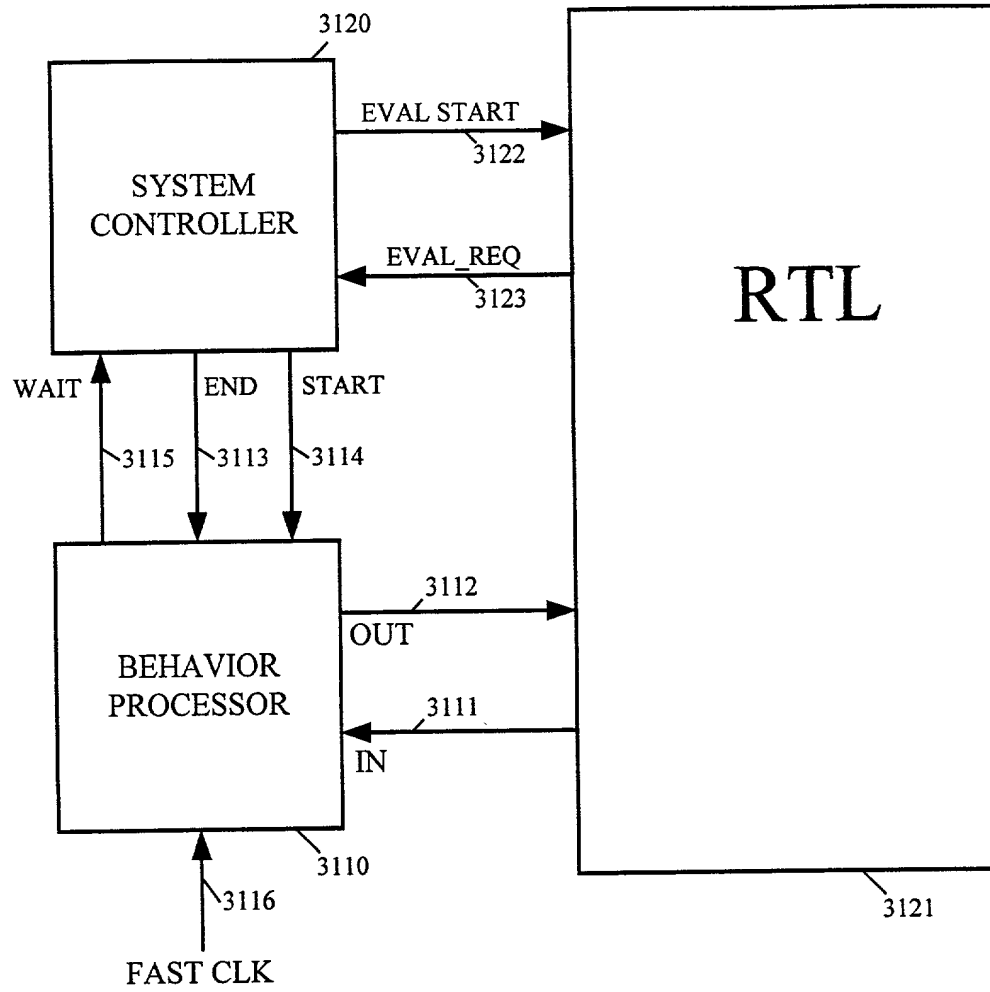 3120
EVAL START
3122
SYSTEM
CONTROLLER
EVAL_REQ
3123
RTL
WAIT
END
START
3115
3113
3114
3112
OUT
BEHAVIOR
PROCESSOR
3111
IN
3110
3116
3121
FAST CLK